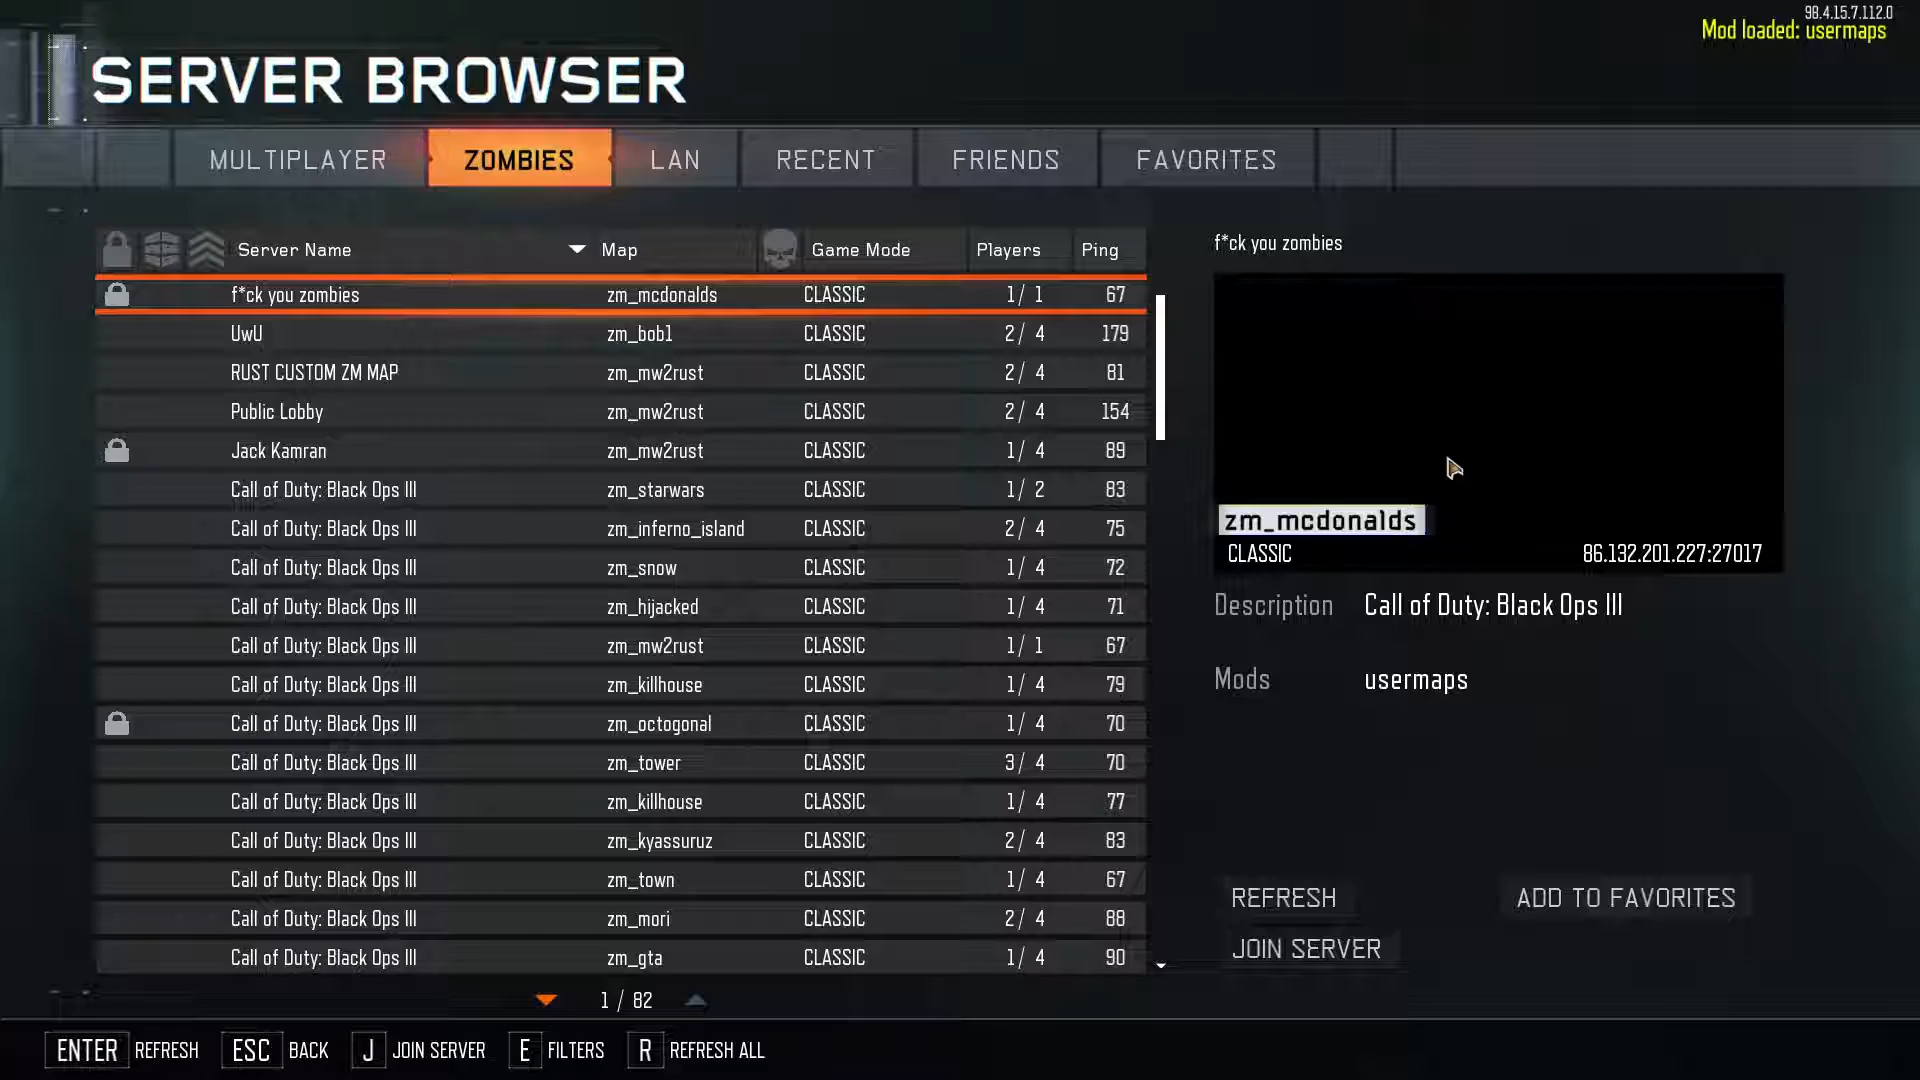 98.4.15.7.112.0
Mod loaded: usermaps
SERVER BROWSER
MULTIPLAYER ZOMBIES LAN RECENT FRIENDS FAVORITES
Server Name Map Game Mode Players Ping
f*ck you zombies zm_mcdonalds CLASSIC 1/ 1 67
UwU zm_bob1 CLASSIC 2/ 4 179
RUST CUSTOM ZM MAP zm_mw2rust CLASSIC 2/ 4 81
Public Lobby zm_mw2rust CLASSIC 2/ 4 154
Jack Kamran zm_mw2rust CLASSIC 1/ 4 89
Call of Duty: Black Ops III zm_starwars CLASSIC 1/ 2 83
Call of Duty: Black Ops III zm_inferno_island CLASSIC 2/ 4 75
Call of Duty: Black Ops III zm_snow CLASSIC 1/ 4 72
Call of Duty: Black Ops III zm_hijacked CLASSIC 1/ 4 71
Call of Duty: Black Ops III zm_mw2rust CLASSIC 1/ 1 67
Call of Duty: Black Ops III zm_killhouse CLASSIC 1/ 4 79
Call of Duty: Black Ops III zm_octogonal CLASSIC 1/ 4 70
Call of Duty: Black Ops III zm_tower CLASSIC 3/ 4 70
Call of Duty: Black Ops III zm_killhouse CLASSIC 1/ 4 77
Call of Duty: Black Ops III zm_kyassuruz CLASSIC 2/ 4 83
Call of Duty: Black Ops III zm_town CLASSIC 1/ 4 67
Call of Duty: Black Ops III zm_mori CLASSIC 2/ 4 88
Call of Duty: Black Ops III zm_gta CLASSIC 1/ 4 90
1 / 82
f*ck you zombies
zm_mcdonalds
CLASSIC 86.132.201.227:27017
Description Call of Duty: Black Ops III
Mods usermaps
REFRESH ADD TO FAVORITES
JOIN SERVER
ENTER REFRESH ESC BACK J JOIN SERVER E FILTERS R REFRESH ALL